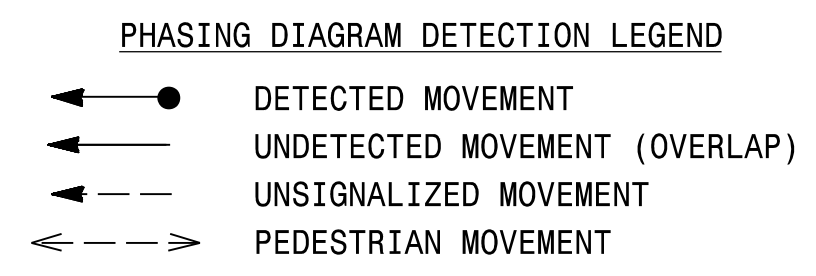 PHASING DIAGRAM DETECTION LEGEND
DETECTED MOVEMENT
UNDETECTED MOVEMENT (OVERLAP)
UNSIGNALIZED MOVEMENT
PEDESTRIAN MOVEMENT